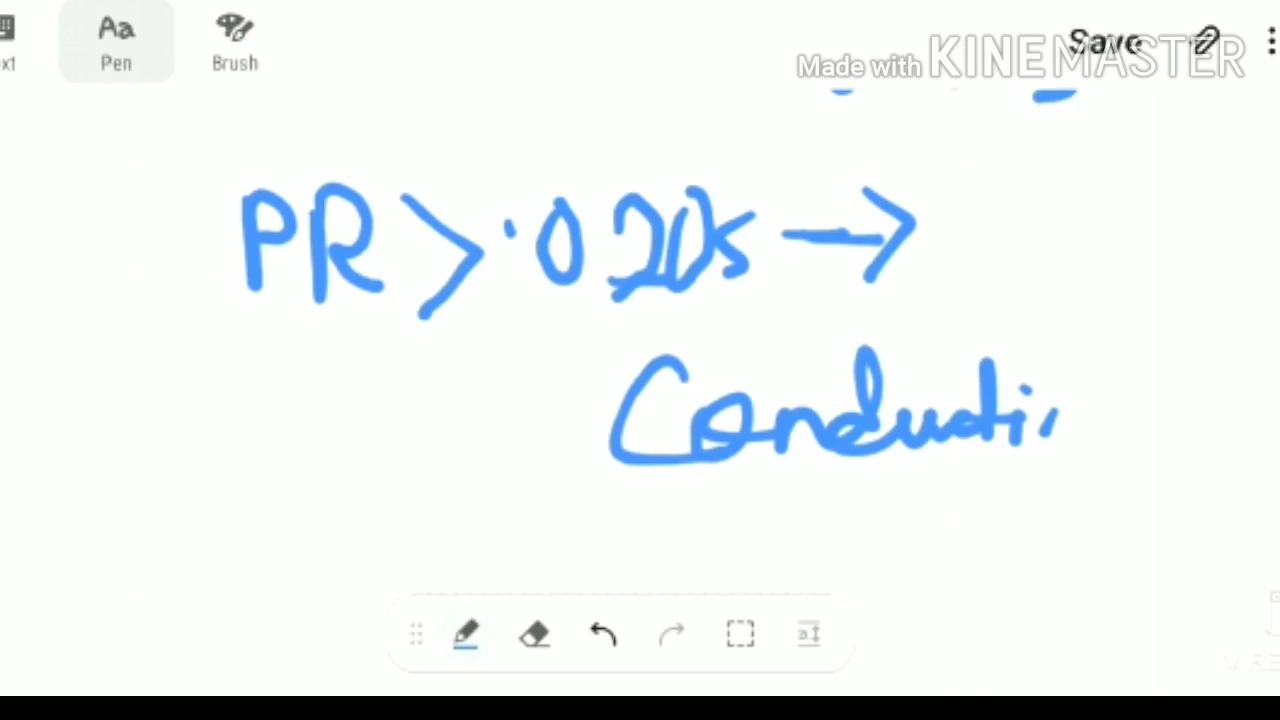 Aa
Pen
Brush
Save
Made with KINEMASTER
PR > ·020s →
Conducti